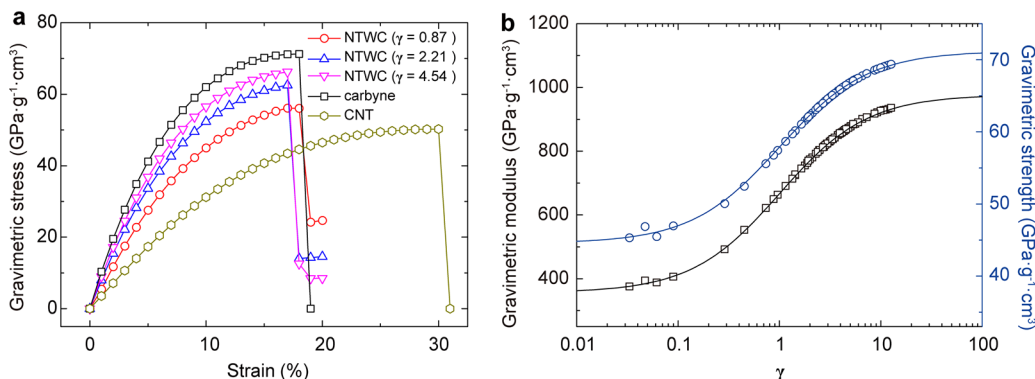 a
80
60
40
20
0
Gravimetric stress (GPa·g⁻¹·cm³)
NTWC (γ = 0.87 )
NTWC (γ = 2.21 )
NTWC (γ = 4.54 )
carbyne
CNT
0 10 20 30
Strain (%)
b
1200
1000
800
600
400
Gravimetric modulus (GPa·g⁻¹·cm³)
70
60
50
40
Gravimetric strength (GPa·g⁻¹·cm³)
0.01 0.1 1 10 100
γ